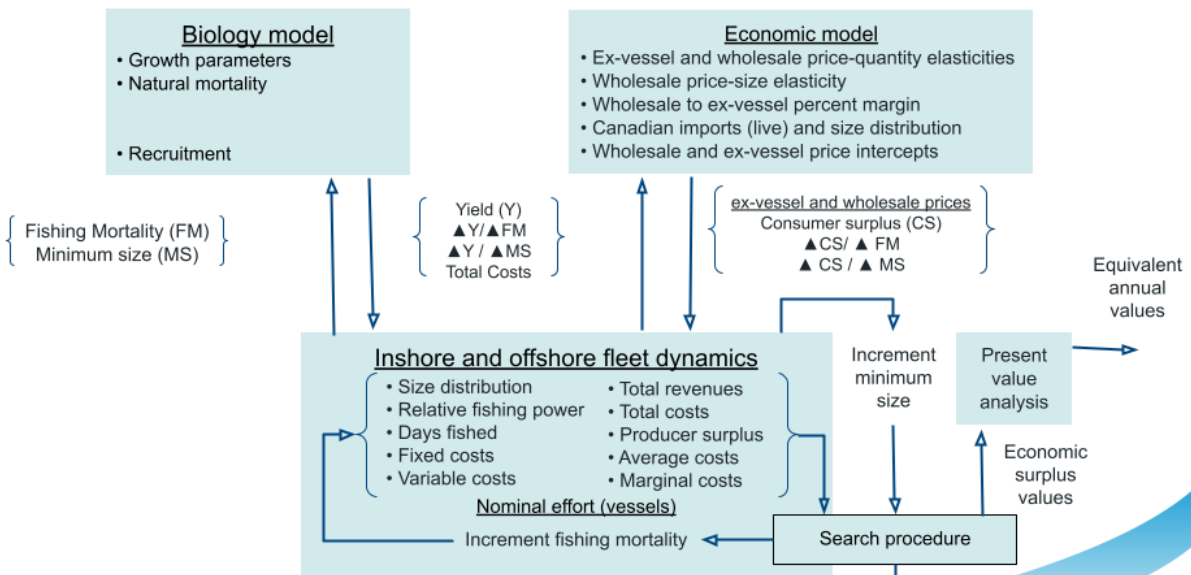 Biology model
• Growth parameters
• Natural mortality
• Recruitment
Economic model
• Ex-vessel and wholesale price-quantity elasticities
• Wholesale price-size elasticity
• Wholesale to ex-vessel percent margin
• Canadian imports (live) and size distribution
• Wholesale and ex-vessel price intercepts
Fishing Mortality (FM)
Minimum size (MS)
Yield (Y)
▲Y/▲FM
▲Y / ▲MS
Total Costs
ex-vessel and wholesale prices
Consumer surplus (CS)
▲CS/ ▲ FM
▲ CS / ▲ MS
Equivalent
annual
values
Inshore and offshore fleet dynamics
• Size distribution
• Relative fishing power
• Days fished
• Fixed costs
• Variable costs
• Total revenues
• Total costs
• Producer surplus
• Average costs
• Marginal costs
Nominal effort (vessels)
Increment fishing mortality
Increment
minimum
size
Present
value
analysis
Economic
surplus
values
Search procedure